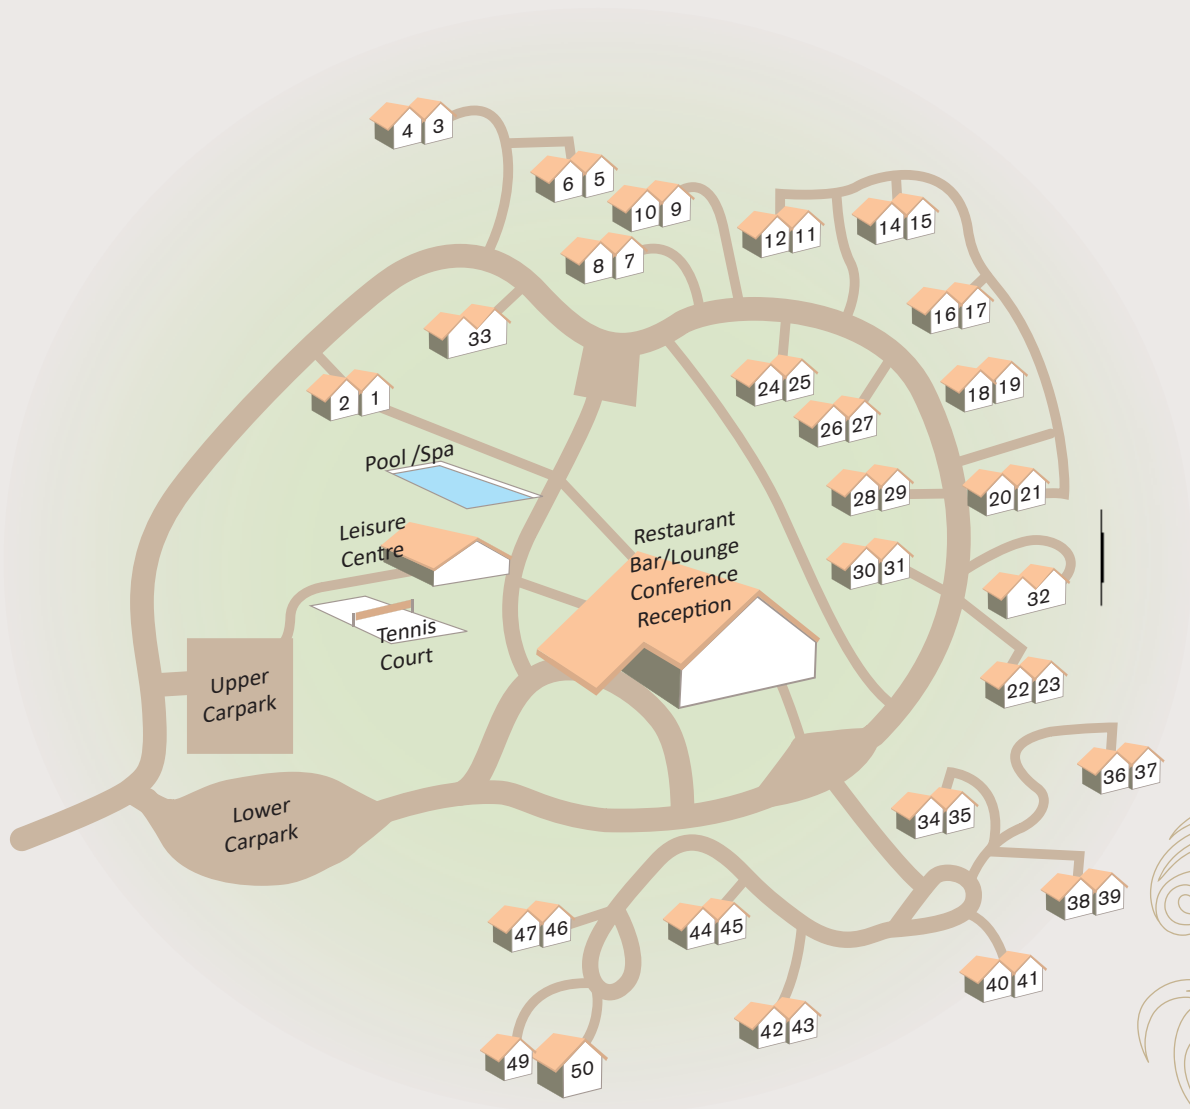 4 3
6 5
10 9
12 11
14 15
8 7
16 17
33
24 25
18 19
2 1
26 27
Pool /Spa
28 29
20 21
Leisure
Centre
Restaurant
Bar/Lounge
Conference
Reception
30 31
32
Tennis
Court
22 23
Upper
Carpark
36 37
Lower
Carpark
34 35
38 39
47 46
44 45
40 41
42 43
49
50